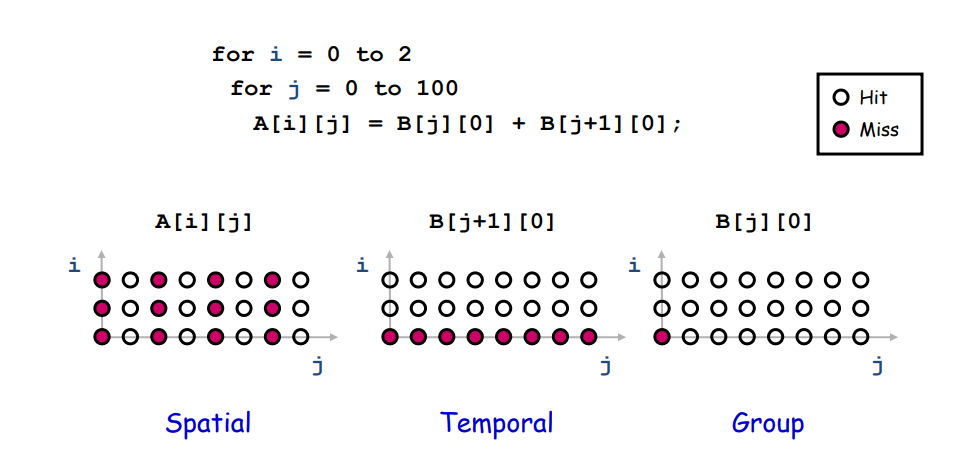 for i = 0 to 2
for j = 0 to 100
A[i][j] = B[j][0] + B[j+1][0];
Hit
Miss
A[i][j]
B[j+1][0]
B[j][0]
i
i
i
j
j
j
Spatial
Temporal
Group